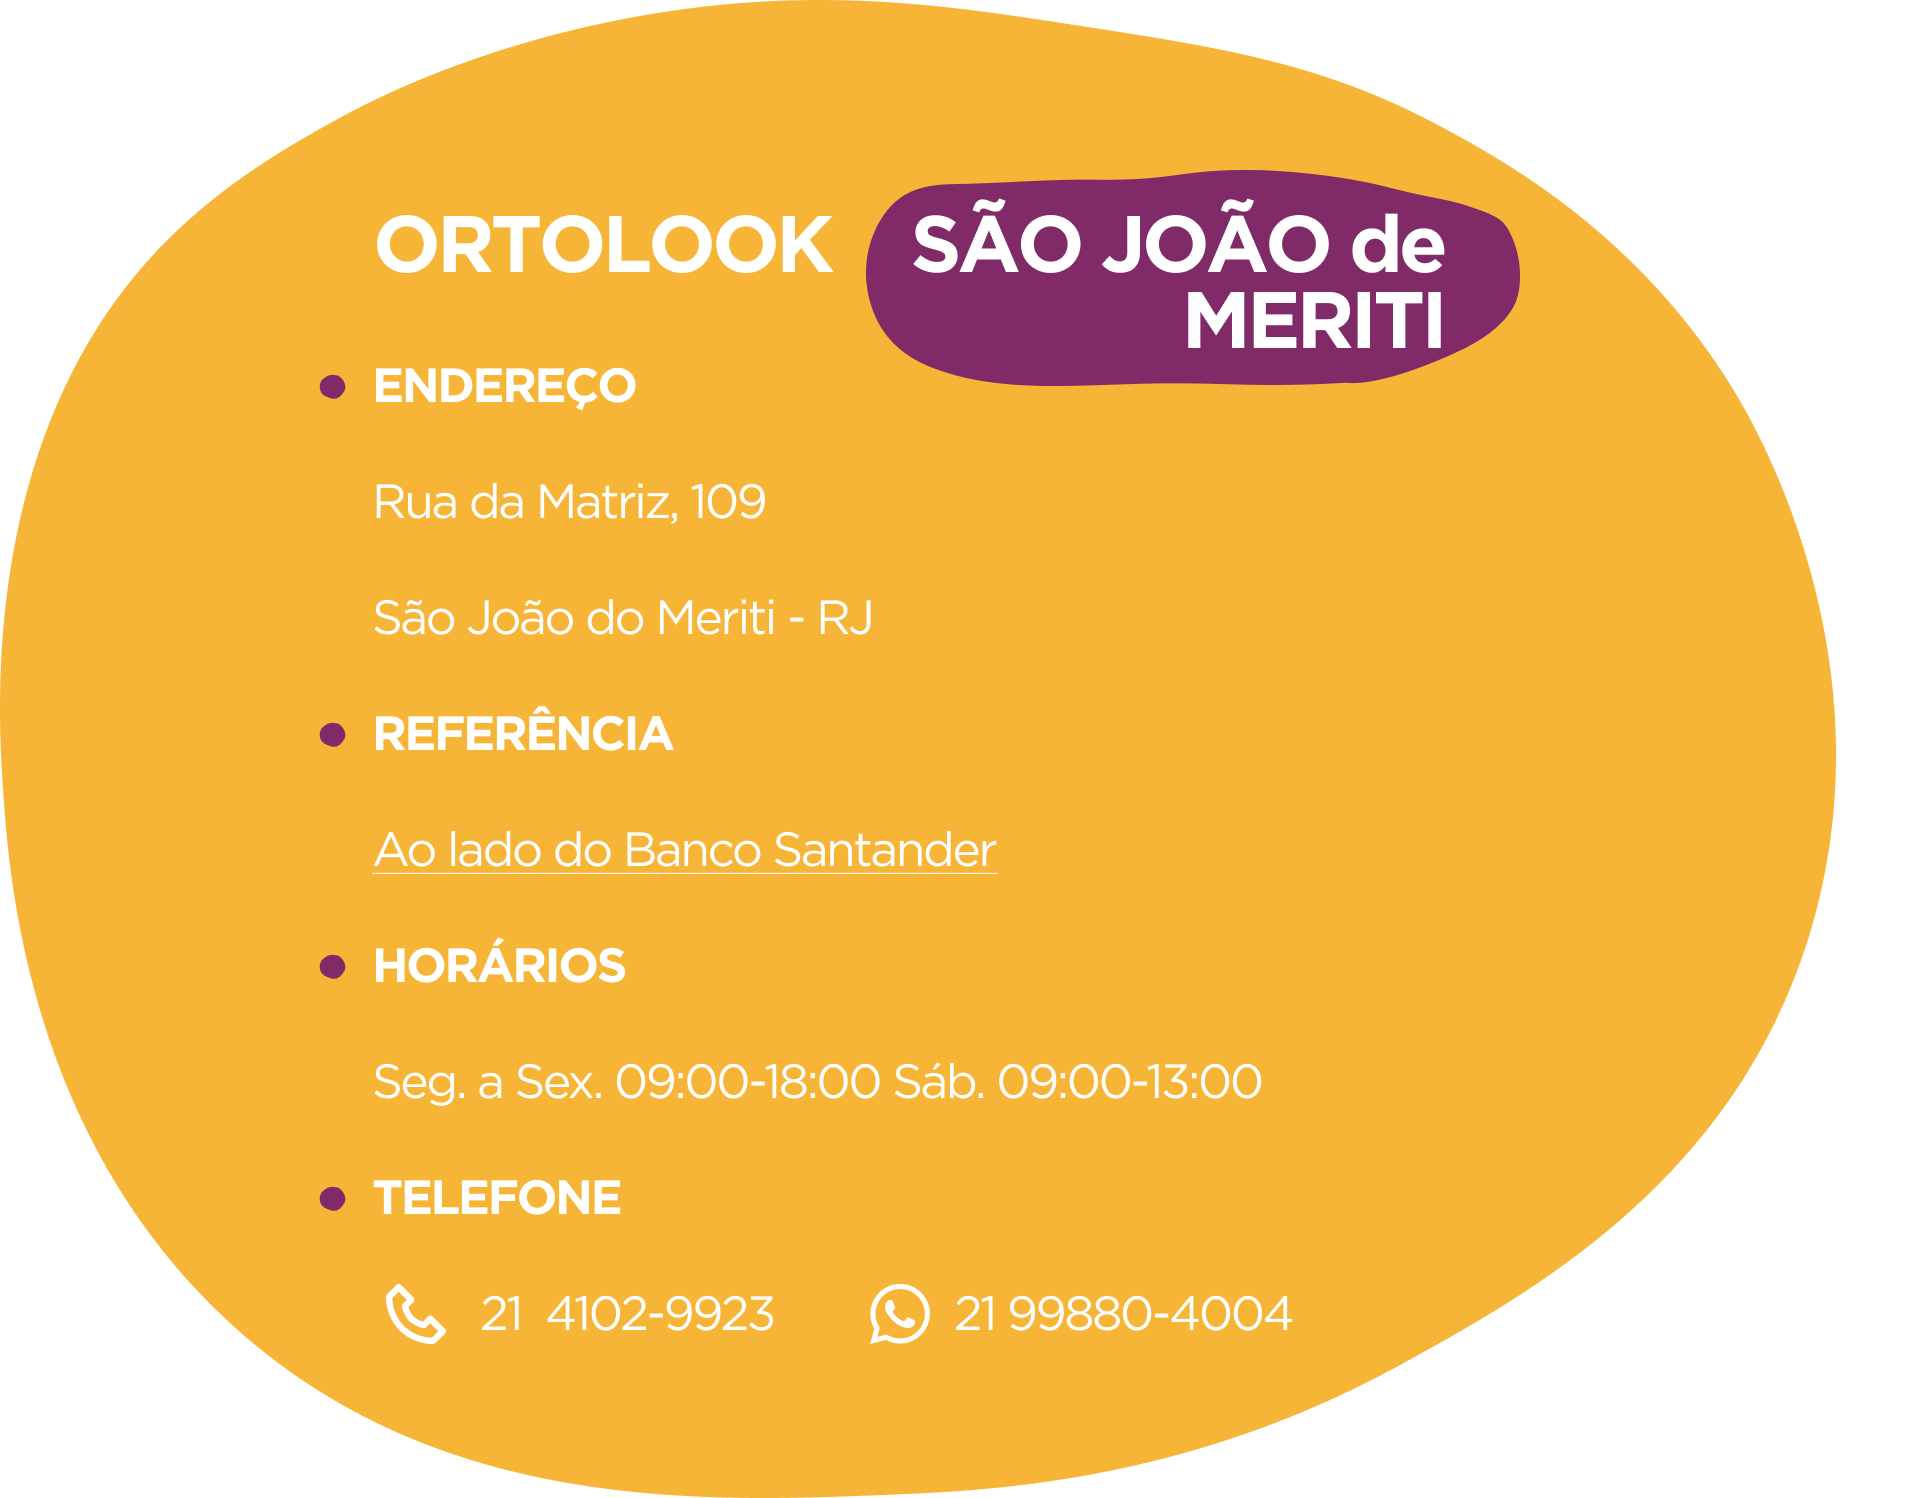 ORTOLOOK SÃO JOÃO de
MERITI
ENDEREÇO
Rua da Matriz, 109
São João do Meriti - RJ
REFERÊNCIA
Ao lado do Banco Santander
HORÁRIOS
Seg. a Sex. 09:00-18:00 Sáb. 09:00-13:00
TELEFONE
21 4102-9923 21 99880-4004